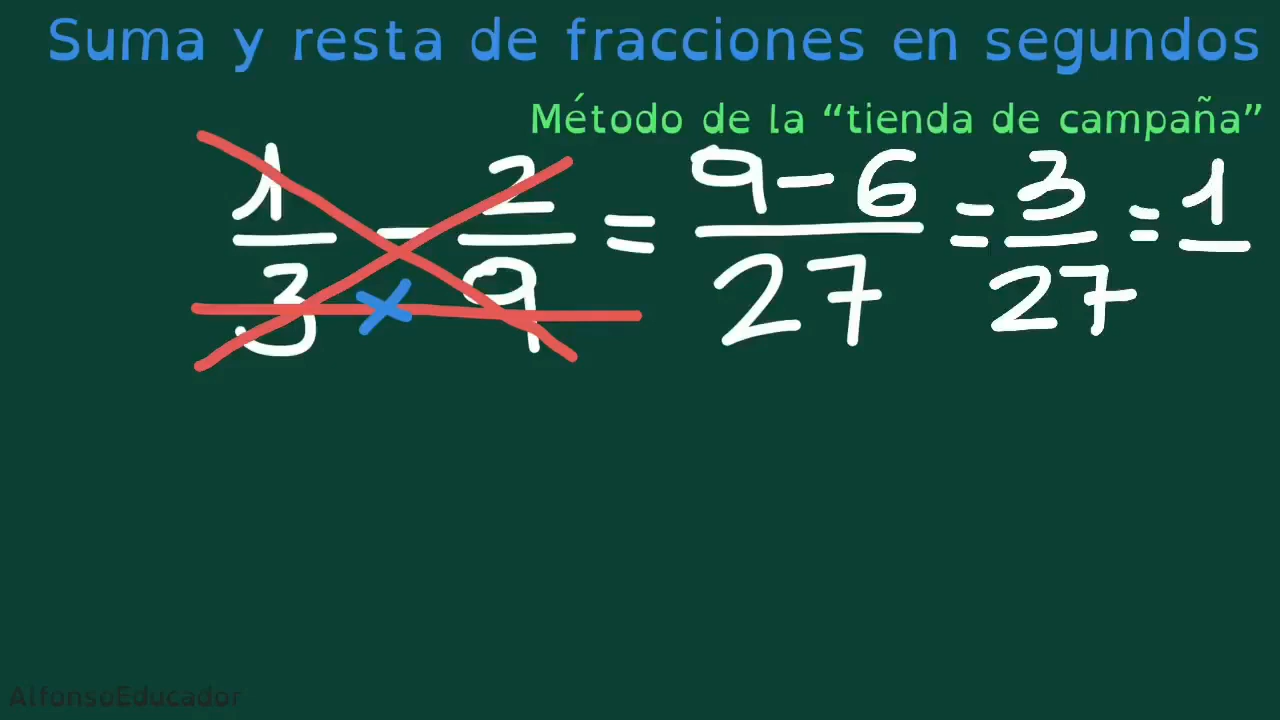 Suma y resta de fracciones en segundos
Método de la “tienda de campaña”
1/3 - 2/9 = (9-6)/27 = 3/27 = 1/
×
AlfonsoEducador